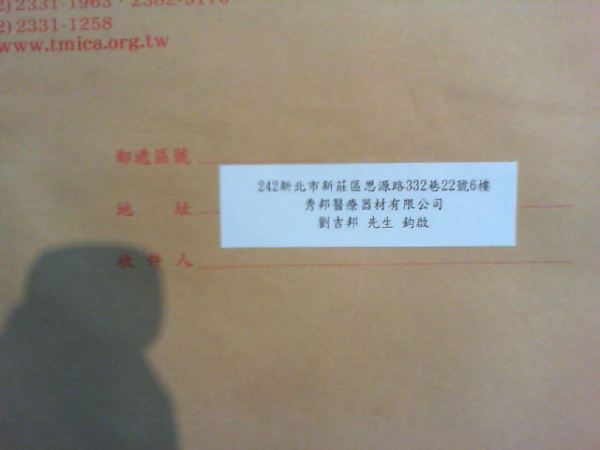 2)2331-1963・2382-5170
2)2331-1258
www.tmica.org.tw
郵遞區號
242新北市新莊區思源路332巷22號6樓
地 址
秀邦醫療器材有限公司
劉吉邦 先生 鈞啟
收件人